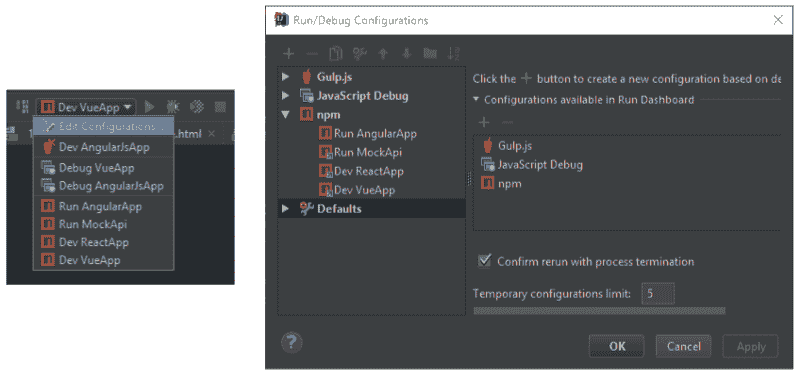 Dev VueApp
Edit Configurations...
.html
Dev AngularJsApp
Debug VueApp
Debug AngularJsApp
Run AngularApp
Run MockApi
Dev ReactApp
Dev VueApp
Run/Debug Configurations
Gulp.js
JavaScript Debug
npm
Run AngularApp
Run MockApi
Dev ReactApp
Dev VueApp
Defaults
Click the + button to create a new configuration based on de
Configurations available in Run Dashboard
Gulp.js
JavaScript Debug
npm
Confirm rerun with process termination
Temporary configurations limit: 5
? OK Cancel Apply